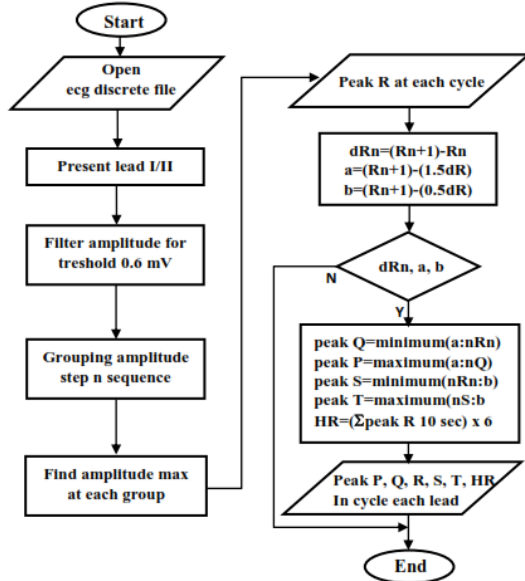 Start
Open
ecg discrete file
Present lead I/II
Filter amplitude for
treshold 0.6 mV
Grouping amplitude
step n sequence
Find amplitude max
at each group
Peak R at each cycle
dRn=(Rn+1)-Rn
a=(Rn+1)-(1.5dR)
b=(Rn+1)-(0.5dR)
dRn, a, b
N
Y
peak Q=minimum(a:nRn)
peak P=maximum(a:nQ)
peak S=minimum(nRn:b)
peak T=maximum(nS:b
HR=(Σpeak R 10 sec) x 6
Peak P, Q, R, S, T, HR
In cycle each lead
End